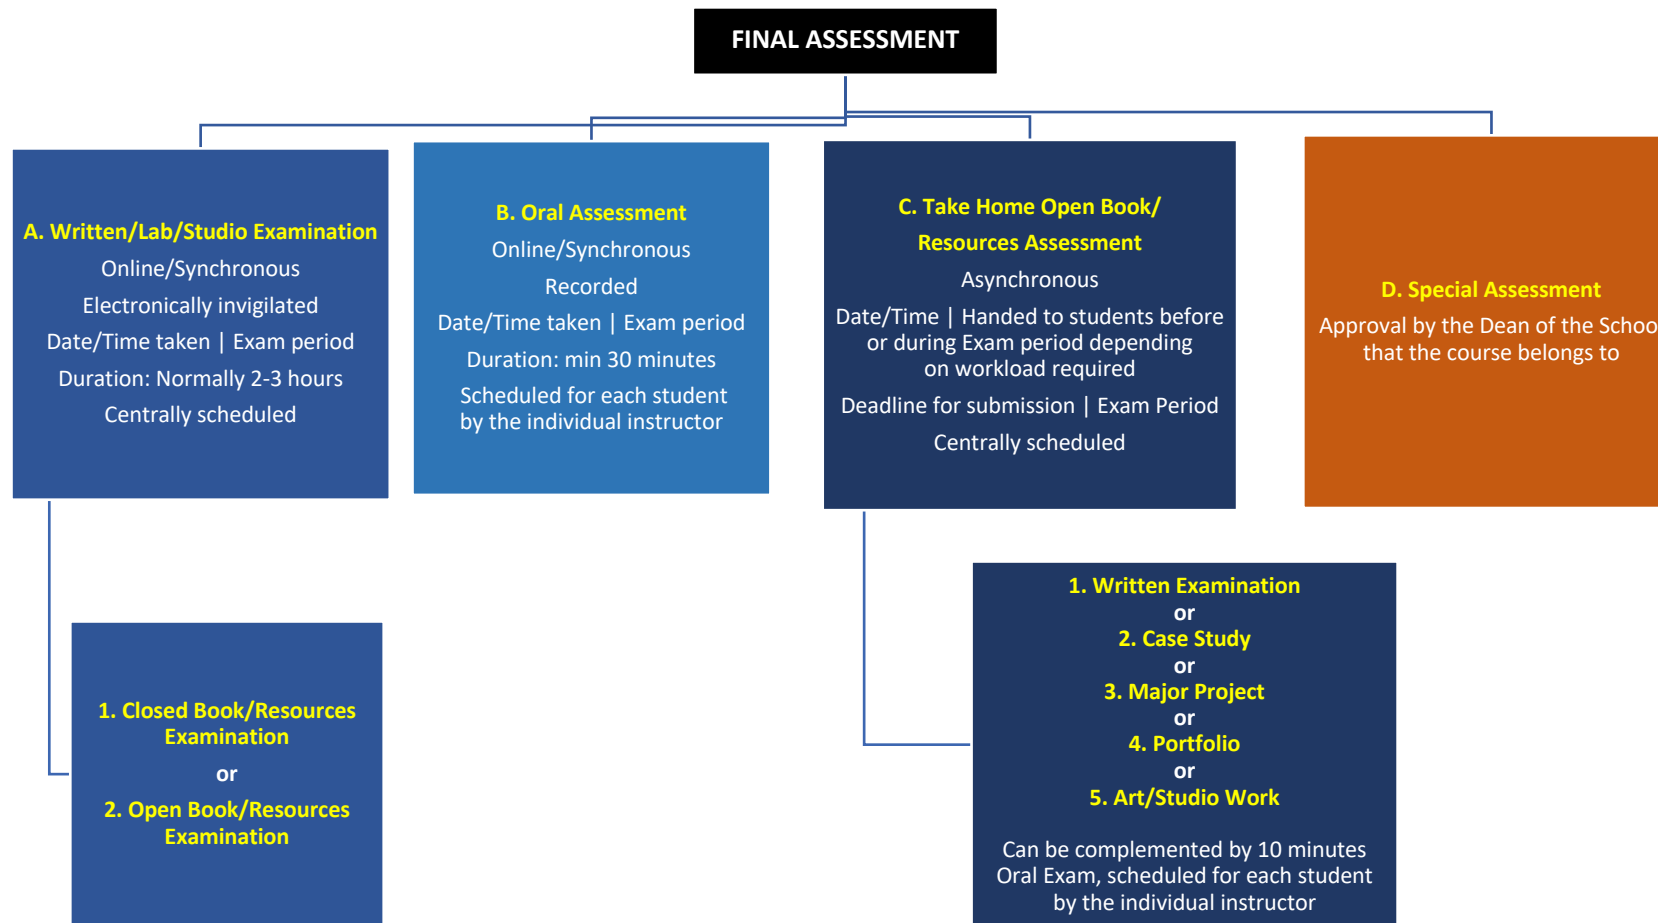 FINAL ASSESSMENT
A. Written/Lab/Studio Examination
Online/Synchronous
Electronically invigilated
Date/Time taken | Exam period
Duration: Normally 2-3 hours
Centrally scheduled
B. Oral Assessment
Online/Synchronous
Recorded
Date/Time taken | Exam period
Duration: min 30 minutes
Scheduled for each student
by the individual instructor
C. Take Home Open Book/
Resources Assessment
Asynchronous
Date/Time | Handed to students before
or during Exam period depending
on workload required
Deadline for submission | Exam Period
Centrally scheduled
D. Special Assessment
Approval by the Dean of the Schoo
that the course belongs to
1. Closed Book/Resources
Examination
or
2. Open Book/Resources
Examination
1. Written Examination
or
2. Case Study
or
3. Major Project
or
4. Portfolio
or
5. Art/Studio Work
Can be complemented by 10 minutes
Oral Exam, scheduled for each student
by the individual instructor